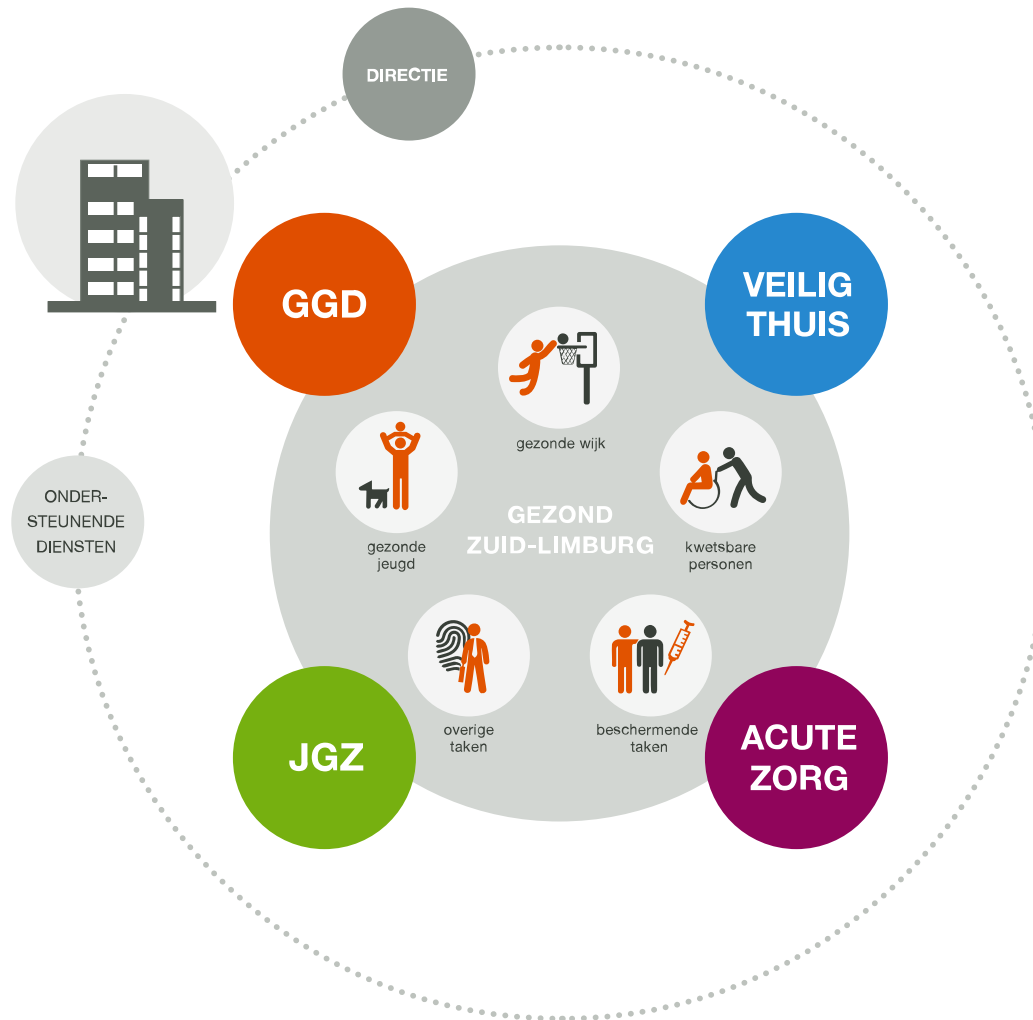 DIRECTIE
GGD
VEILIG
THUIS
gezonde wijk
ONDER-
STEUNENDE
DIENSTEN
gezonde
jeugd
GEZOND
ZUID-LIMBURG
kwetsbare
personen
overige
taken
beschermende
taken
JGZ
ACUTE
ZORG